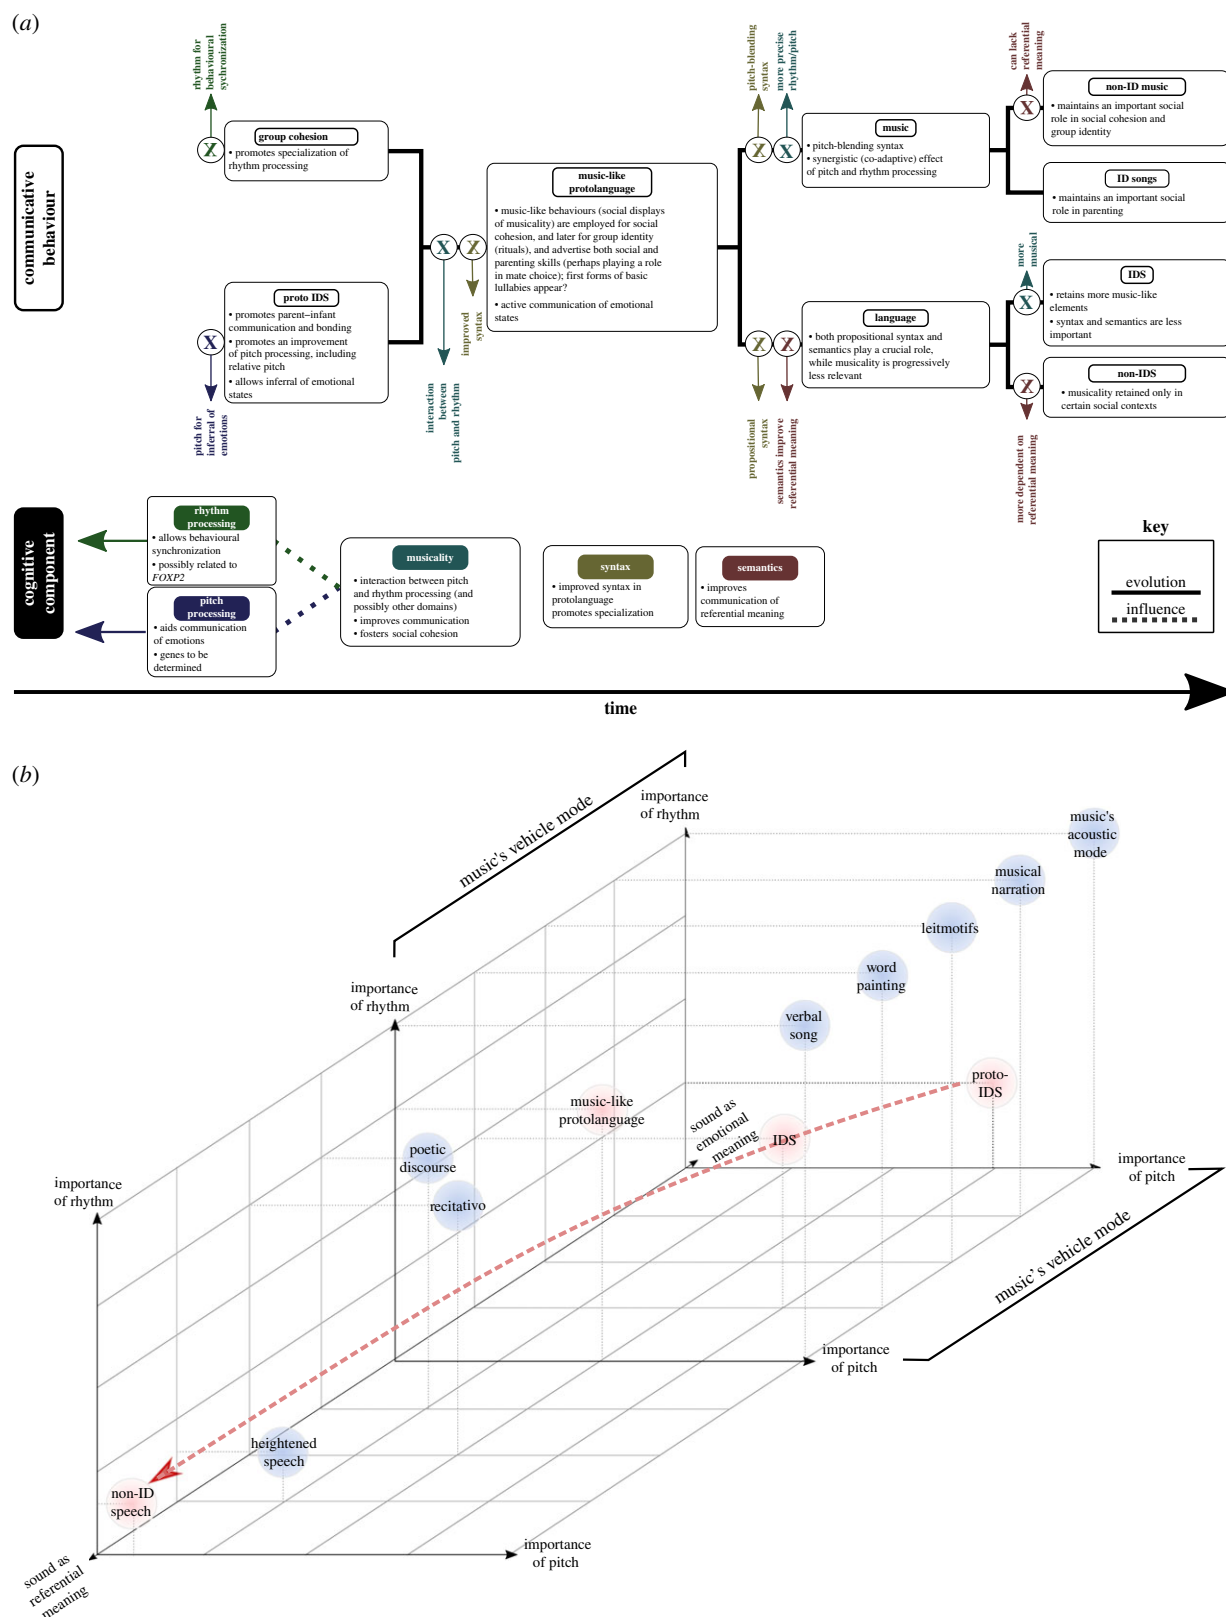 (a)
communicative
behaviour
rhythm for
behavioural
sychronization
group cohesion
• promotes specialization of
rhythm processing
proto IDS
• promotes parent–infant
communication and bonding
• promotes an improvement
of pitch processing, including
relative pitch
• allows inferral of emotional
states
pitch for
inferral of
emotions
interaction
between
pitch and rhythm
improved
syntax
music-like
protolanguage
• music-like behaviours (social displays
of musicality) are employed for social
cohesion, and later for group identity
(rituals), and advertise both social and
parenting skills (perhaps playing a role
in mate choice); first forms of basic
lullabies appear?
• active communication of emotional
states
pitch-blending
syntax
more precise
rhythm/pitch
music
• pitch-blending syntax
• synergistic (co-adaptive) effect
of pitch and rhythm processing
language
• both propositional syntax and
semantics play a crucial role,
while musicality is progressively
less relevant
propositional
syntax
semantics improve
referential meaning
can lack
referential
meaning
non-ID music
• maintains an important social
role in social cohesion and
group identity
ID songs
• maintains an important social
role in parenting
more
musical
IDS
• retains more music-like
elements
• syntax and semantics are less
important
non-IDS
• musicality retained only in
certain social contexts
more dependent on
referential meaning
X
X
X
X
X
X
X
X
X
X
X
cognitive
component
rhythm
processing
• allows behavioural
synchronization
• possibly related to
FOXP2
pitch
processing
• aids communication
of emotions
• genes to be
determined
musicality
• interaction between pitch
and rhythm processing (and
possibly other domains)
• improves communication
• fosters social cohesion
syntax
• improved syntax in
protolanguage
promotes specialization
semantics
• improves
communication of
referential meaning
key
evolution
influence
time
(b)
music's vehicle mode
importance
of rhythm
music's
acoustic
mode
musical
narration
leitmotifs
word
painting
verbal
song
importance
of rhythm
proto-
IDS
music-like
protolanguage
sound as
emotional
meaning
IDS
poetic
discourse
importance
of pitch
importance
of rhythm
recitativo
music's vehicle mode
importance
of pitch
heightened
speech
non-ID
speech
importance
of pitch
sound as
referential
meaning